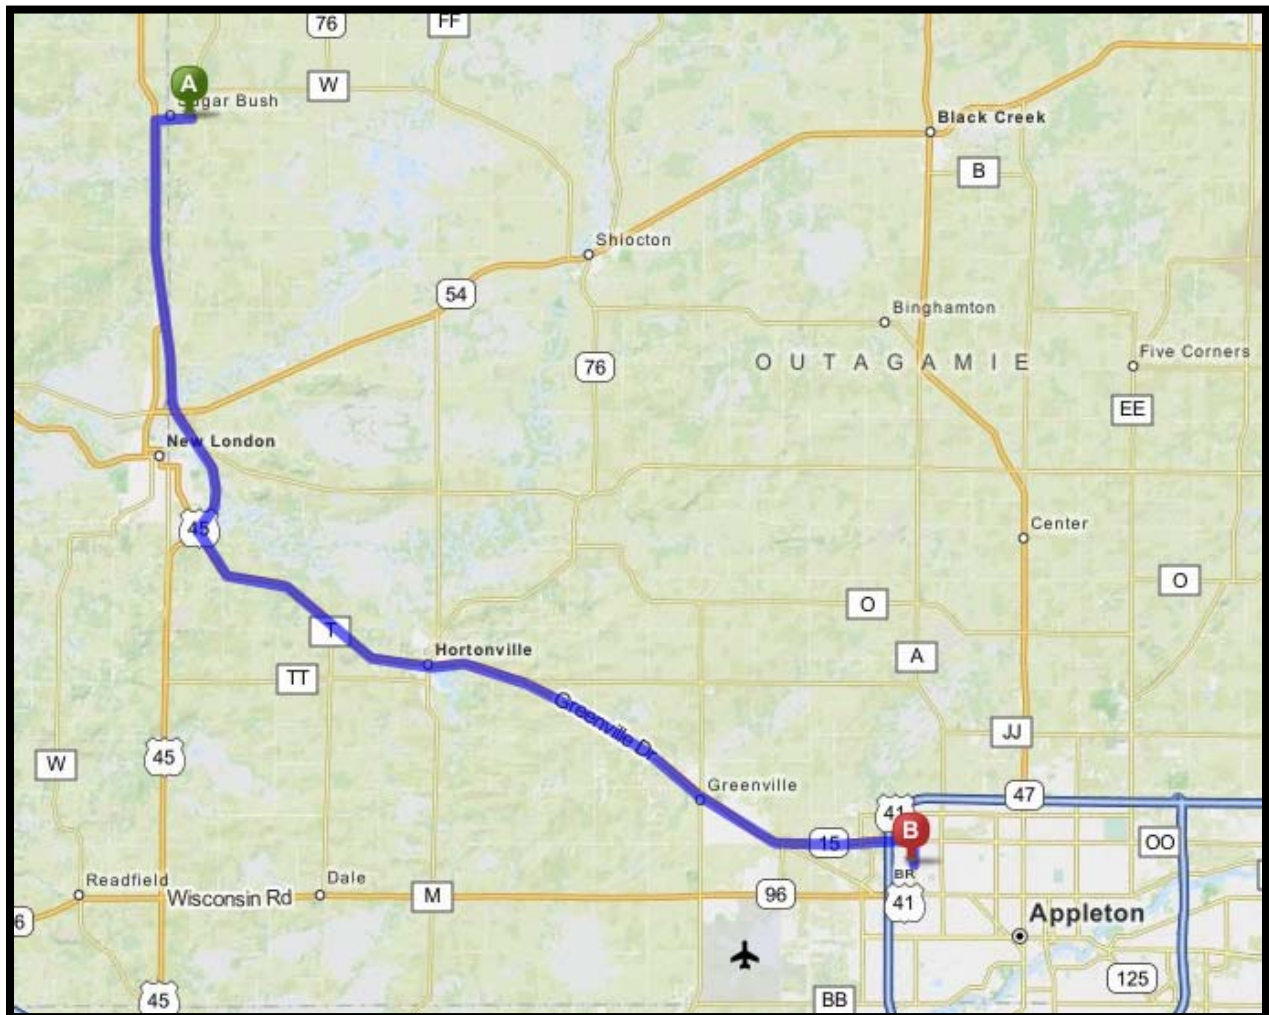 76
FF
A
W
Sugar Bush
Black Creek
B
Shiocton
54
Binghamton
76
OUTAGAMIE
Five Corners
EE
New London
45
Center
O
O
T
Hortonville
A
TT
Greenville Dr
JJ
W
45
Greenville
47
41
B
15
OO
Readfield
Dale
BR
Wisconsin Rd
M
96
41
6
Appleton
125
45
BB